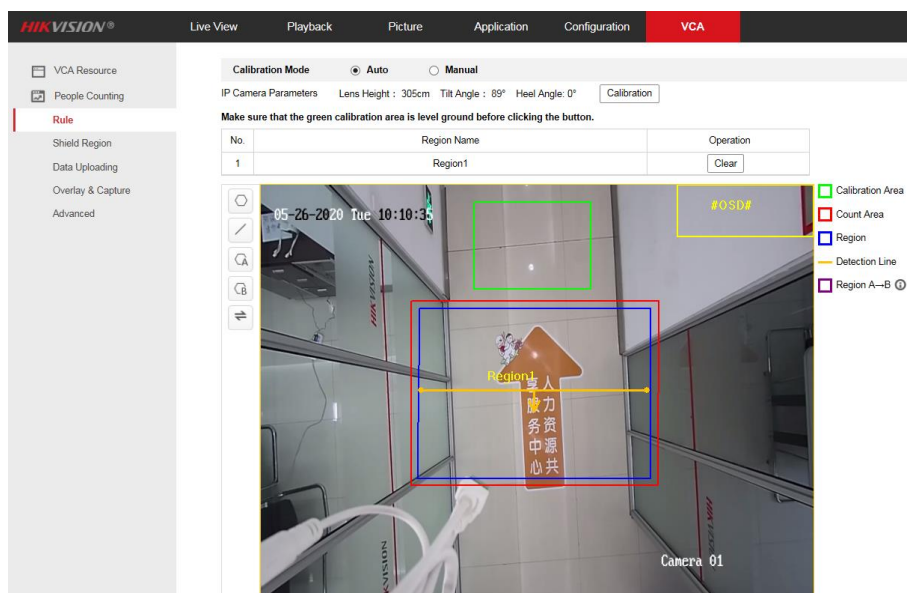 HIKVISION®
Live View Playback Picture Application Configuration VCA
VCA Resource
People Counting
Rule
Shield Region
Data Uploading
Overlay & Capture
Advanced
Calibration Mode Auto Manual
IP Camera Parameters Lens Height : 305cm Tilt Angle : 89° Heel Angle: 0° Calibration
Make sure that the green calibration area is level ground before clicking the button.
No. Region Name Operation
1 Region1 Clear
05-26-2020 Tue 10:10:35
#OSD#
HIKVISION
Region1
人力资源共
享服务中心
Camera 01
Calibration Area
Count Area
Region
Detection Line
Region A→B